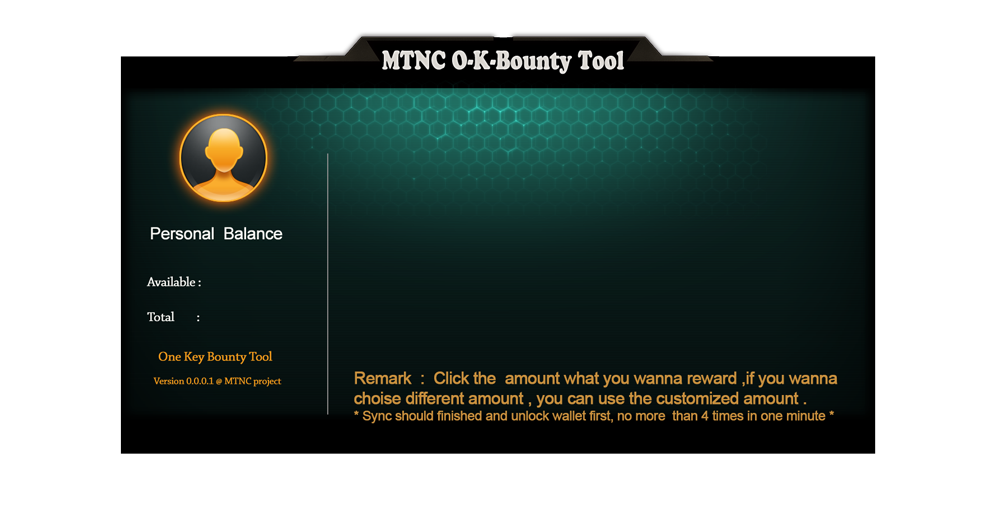 MTNC O-K-Bounty Tool
Personal Balance
Available :
Total :
One Key Bounty Tool
Version 0.0.0.1 @ MTNC project
Remark : Click the amount what you wanna reward ,if you wanna
choise different amount , you can use the customized amount .
* Sync should finished and unlock wallet first, no more than 4 times in one minute *